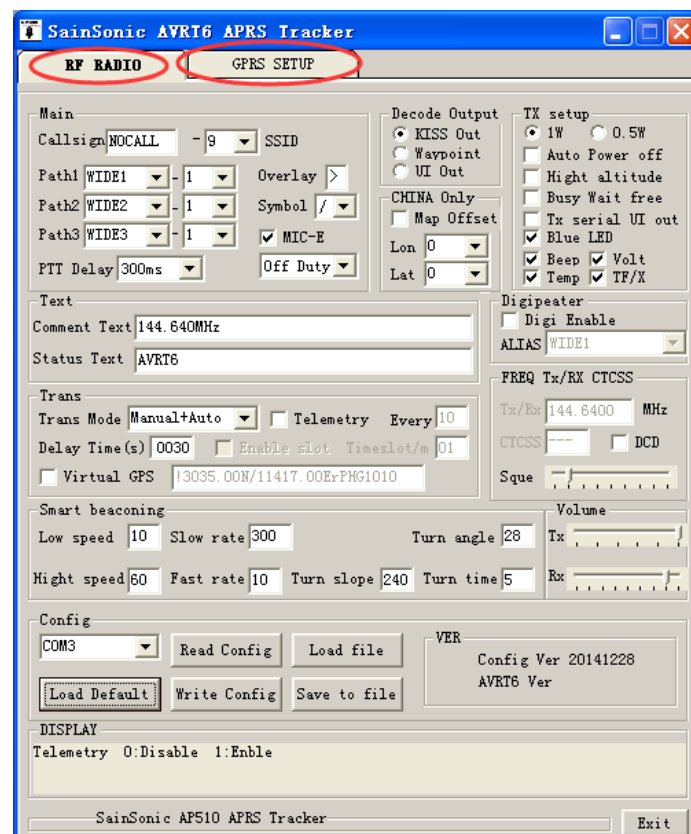 SainSonic AVRT6 APRS Tracker
RF RADIO GPRS SETUP
Main
Callsign NOCALL - 9 SSID
Path1 WIDE1 - 1 Overlay >
Path2 WIDE2 - 1 Symbol /
Path3 WIDE3 - 1 MIC-E
PTT Delay 300ms Off Duty
Decode Output
KISS Out
Waypoint
UI Out
CHINA Only
Map Offset
Lon 0
Lat 0
TX setup
1W 0.5W
Auto Power off
Hight altitude
Busy Wait free
Tx serial UI out
Blue LED
Beep Volt
Temp TF/X
Text
Comment Text 144.640MHz
Status Text AVRT6
Digipeater
Digi Enable
ALIAS WIDE1
Trans
Trans Mode Manual+Auto Telemetry Every 10
Delay Time(s) 0030 Enable slot Timeslot/m 01
Virtual GPS !3035.00N/11417.00ErPHG1010
FREQ Tx/RX CTCSS
Tx/Rx 144.6400 MHz
CTCSS --- DCD
Sque
Smart beaconing
Low speed 10 Slow rate 300 Turn angle 28
Hight speed 60 Fast rate 10 Turn slope 240 Turn time 5
Volume
Tx
Rx
Config
COM3 Read Config Load file
Load Default Write Config Save to file
VER
Config Ver 20141228
AVRT6 Ver
DISPLAY
Telemetry 0:Disable 1:Enble
SainSonic AP510 APRS Tracker
Exit